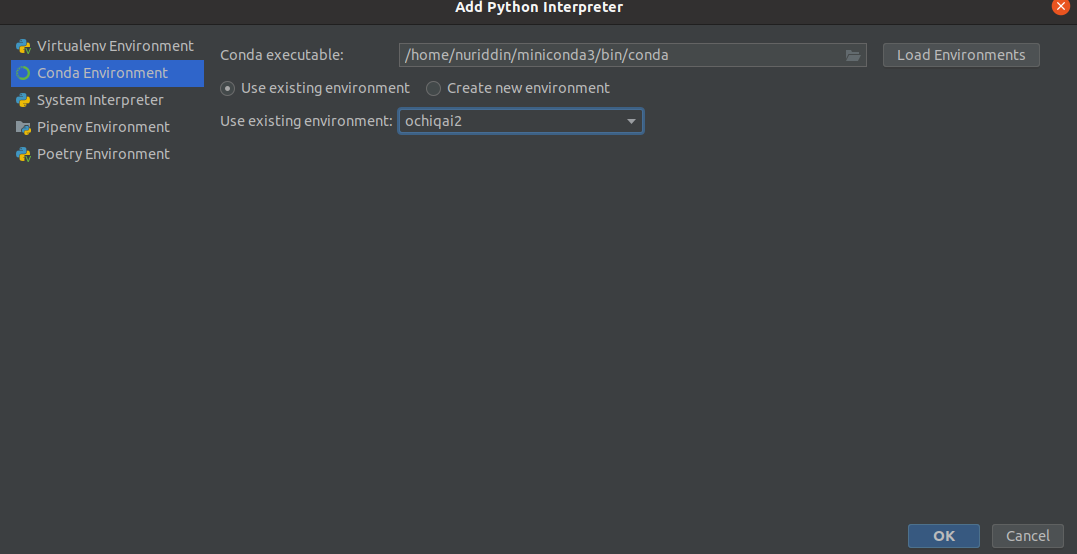 Add Python Interpreter
Virtualenv Environment
Conda Environment
System Interpreter
Pipenv Environment
Poetry Environment
Conda executable: /home/nuriddin/miniconda3/bin/conda Load Environments
Use existing environment Create new environment
Use existing environment: ochiqai2
OK Cancel